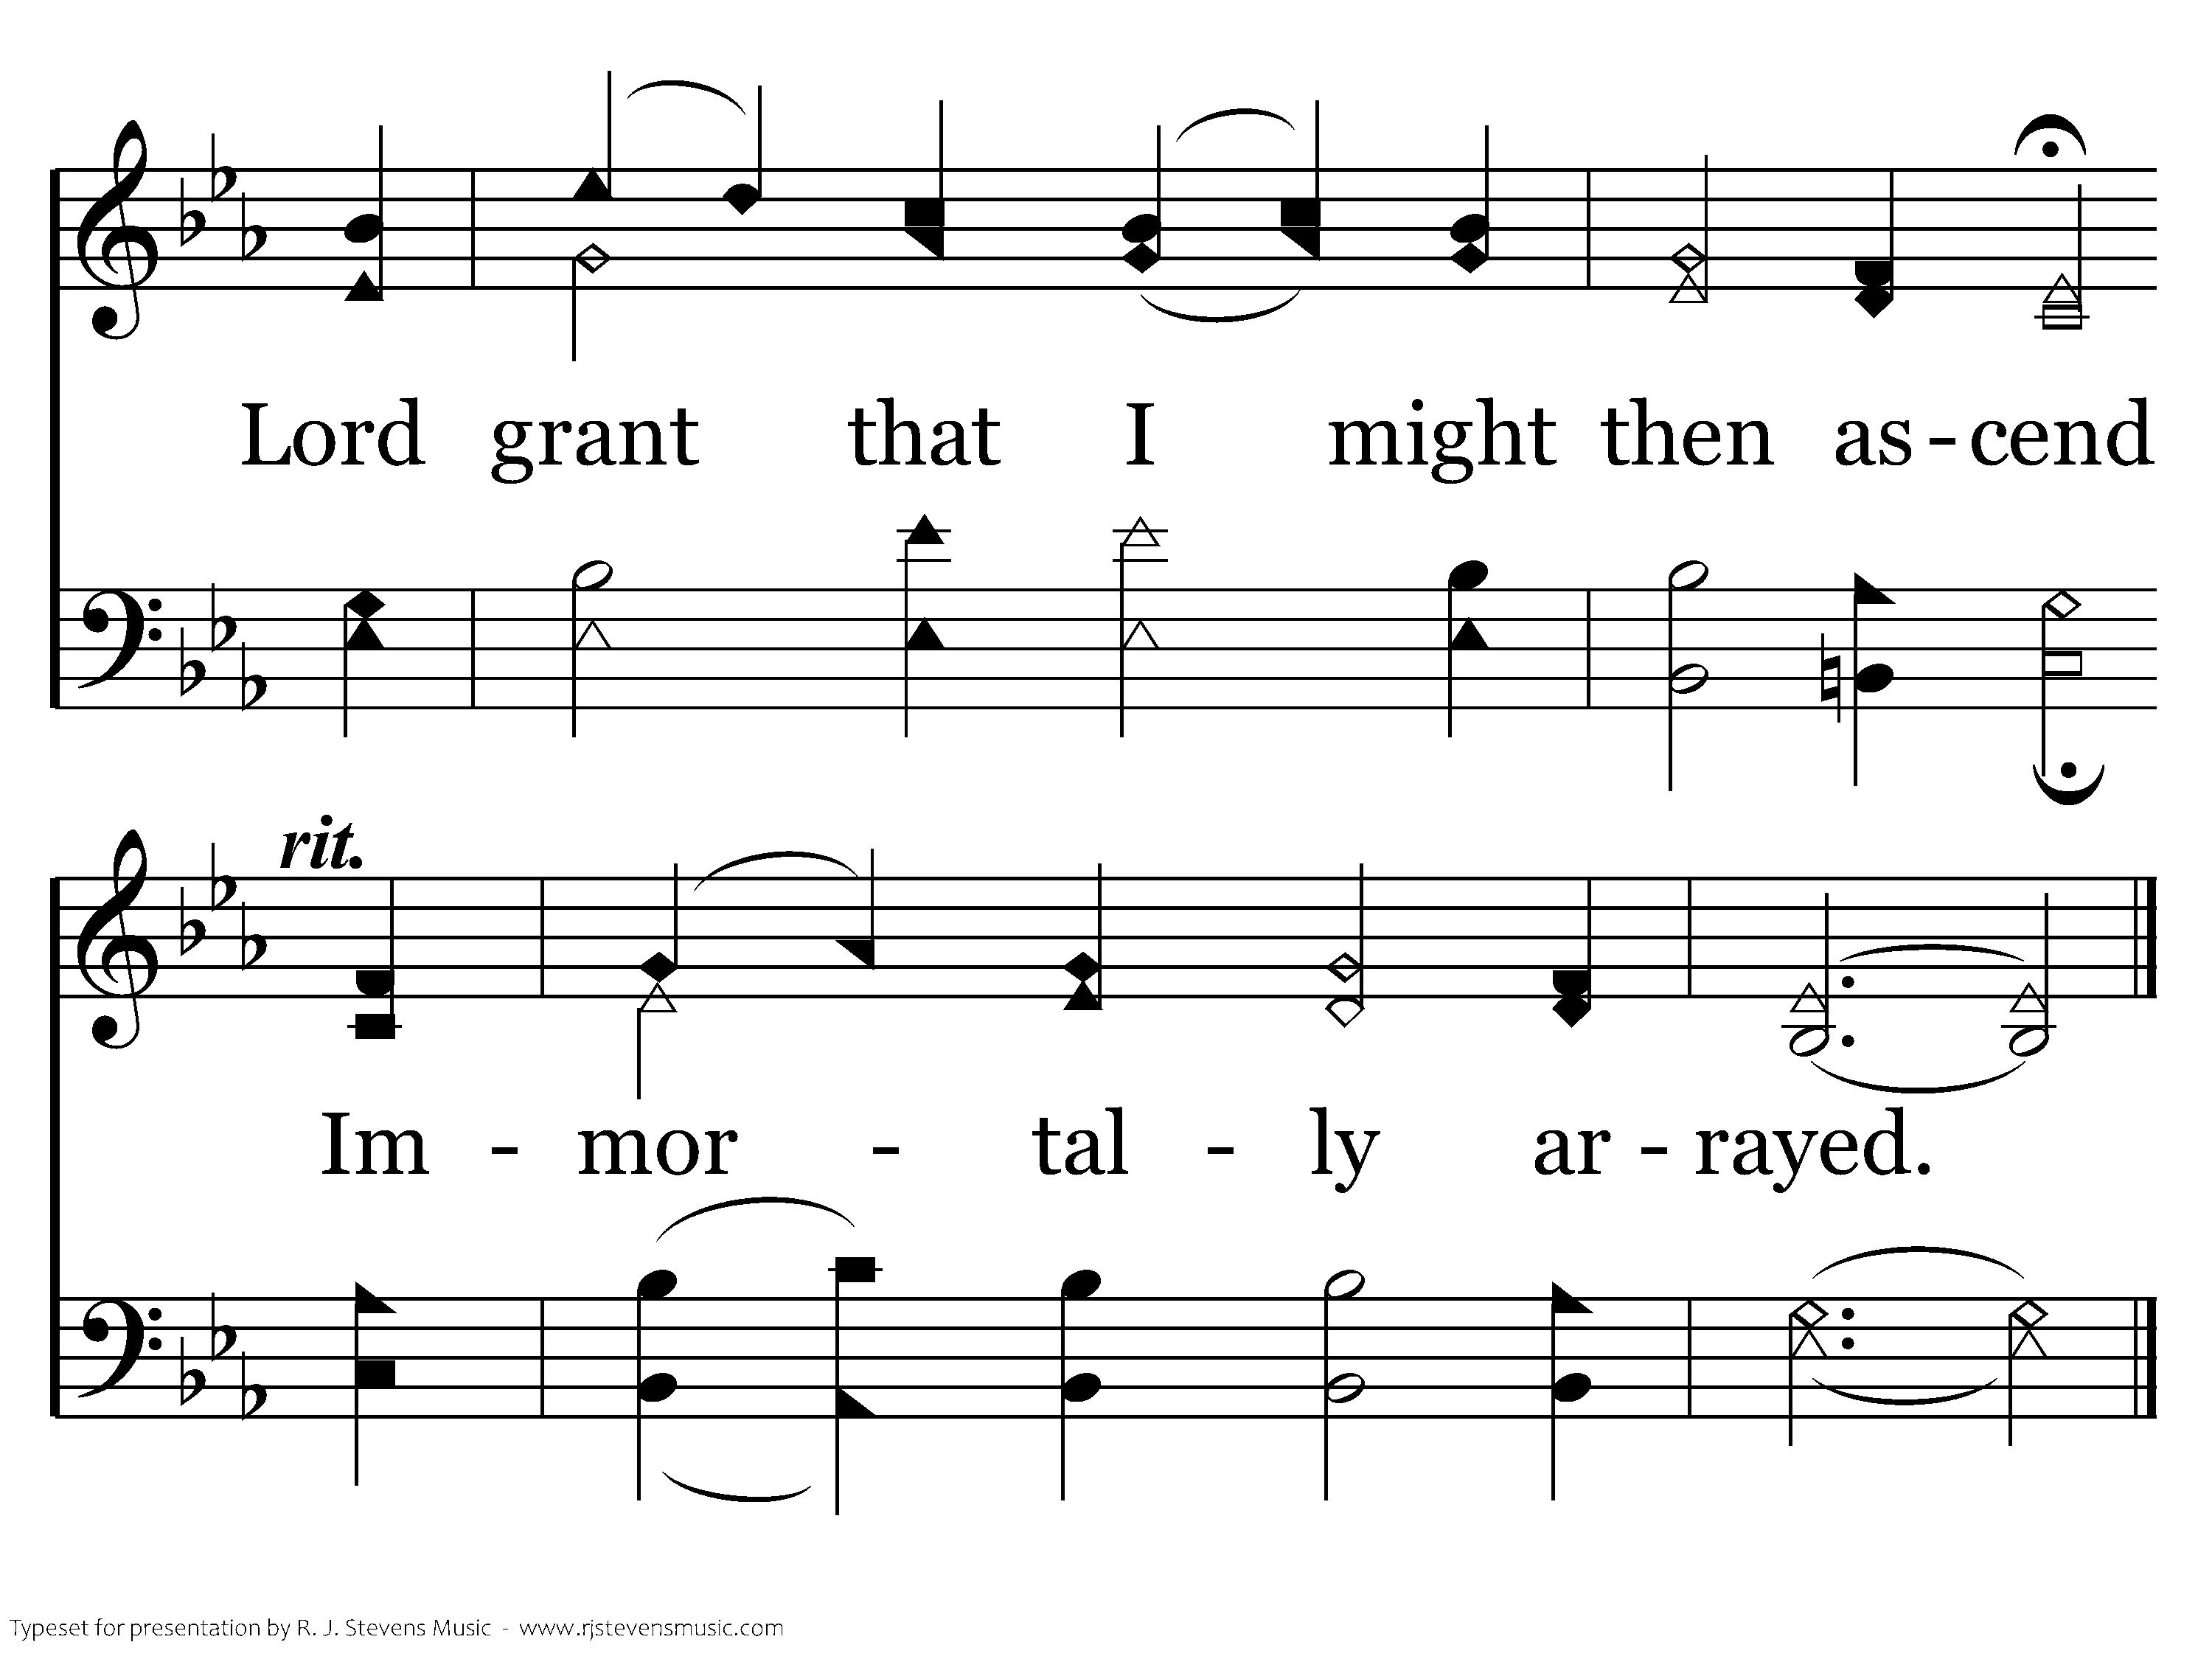 Lord grant that I might then as-cend
rit.
Im - mor - tal - ly ar - rayed.
Typeset for presentation by R. J. Stevens Music - www.rjstevensmusic.com